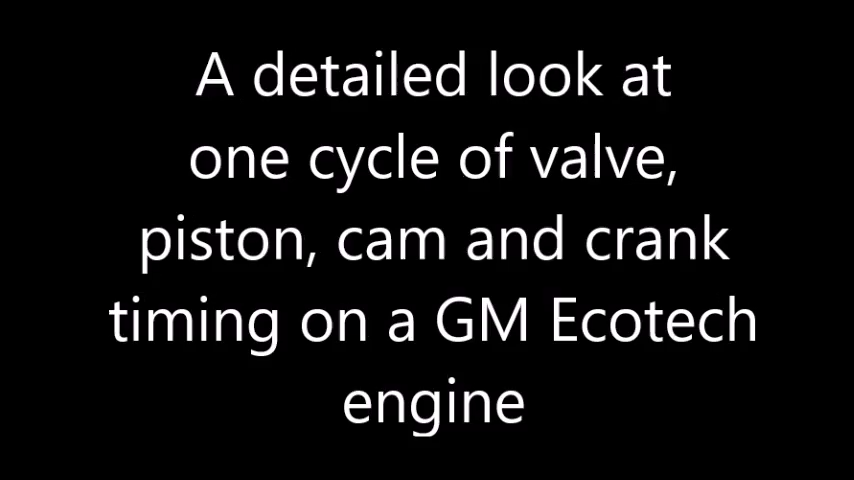 A detailed look at
one cycle of valve,
piston, cam and crank
timing on a GM Ecotech
engine